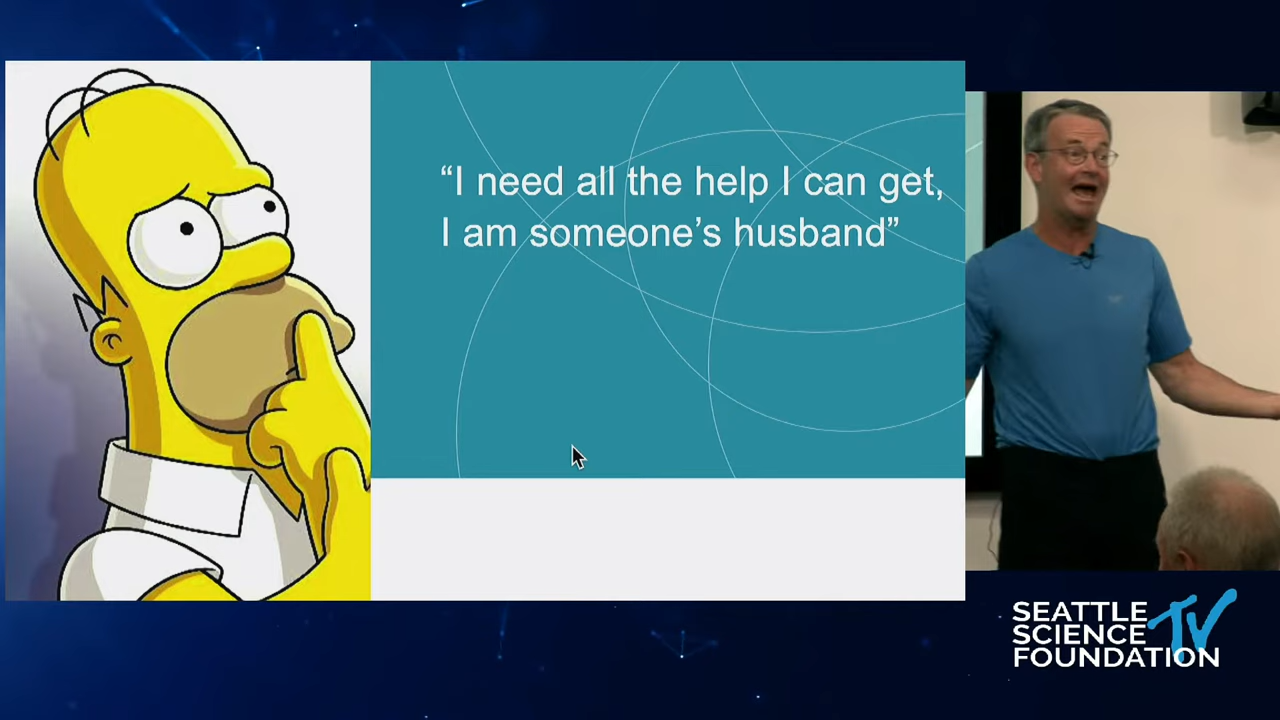 “I need all the help I can get,
I am someone’s husband”
SEATTLE
SCIENCE
FOUNDATION
TV